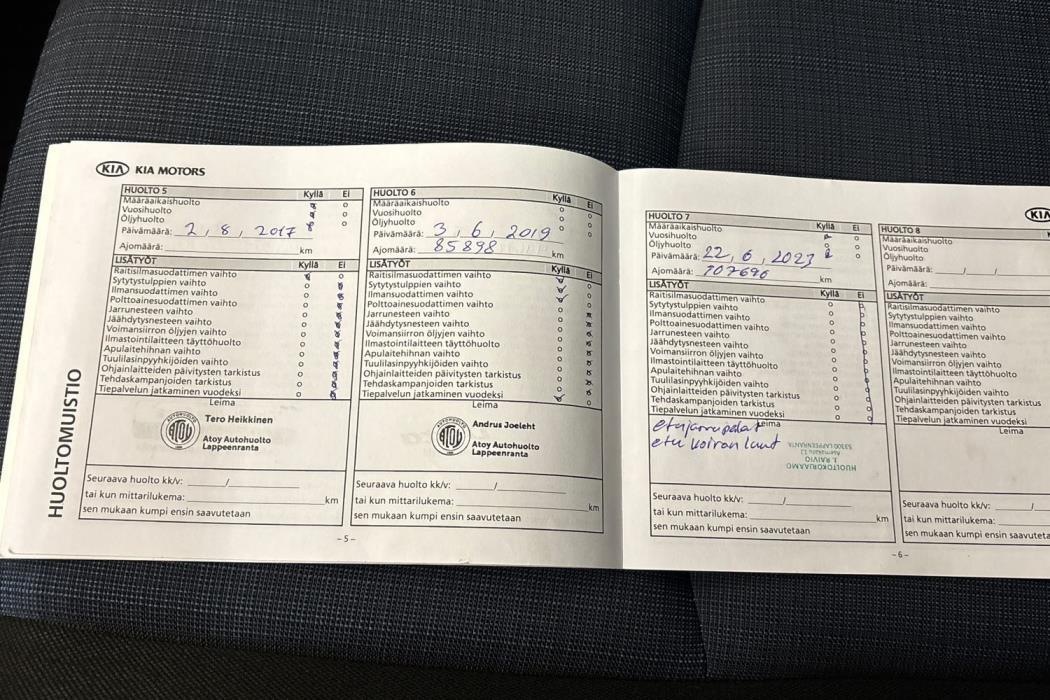 KIA KIA MOTORS
HUOLTOMUISTIO
HUOLTO 5 Kyllä Ei
Määräaikaishuolto
Vuosihuolto
Öljyhuolto
Päivämäärä: 2 / 8 / 2017
Ajomäärä: km
LISÄTYÖT Kyllä Ei
Raitisilmasuodattimen vaihto
Sytytystulppien vaihto
Ilmansuodattimen vaihto
Polttoainesuodattimen vaihto
Jarrunesteen vaihto
Jäähdytysnesteen vaihto
Voimansiirron öljyjen vaihto
Ilmastointilaitteen täyttöhuolto
Apulaitehihnan vaihto
Tuulilasinpyyhkijöiden vaihto
Ohjainlaitteiden päivitysten tarkistus
Tehdaskampanjoiden tarkistus
Tiepalvelun jatkaminen vuodeksi
Leima
ATOY
Tero Heikkinen
Atoy Autohuolto
Lappeenranta
Seuraava huolto kk/v: /
tai kun mittarilukema: km
sen mukaan kumpi ensin saavutetaan
HUOLTO 6 Kyllä Ei
Määräaikaishuolto
Vuosihuolto
Öljyhuolto
Päivämäärä: 3 / 6 / 2019
Ajomäärä: 85898 km
LISÄTYÖT Kyllä Ei
Raitisilmasuodattimen vaihto
Sytytystulppien vaihto
Ilmansuodattimen vaihto
Polttoainesuodattimen vaihto
Jarrunesteen vaihto
Jäähdytysnesteen vaihto
Voimansiirron öljyjen vaihto
Ilmastointilaitteen täyttöhuolto
Apulaitehihnan vaihto
Tuulilasinpyyhkijöiden vaihto
Ohjainlaitteiden päivitysten tarkistus
Tehdaskampanjoiden tarkistus
Tiepalvelun jatkaminen vuodeksi
Leima
ATOY
Andrus Joeleht
Atoy Autohuolto
Lappeenranta
Seuraava huolto kk/v: /
tai kun mittarilukema: km
sen mukaan kumpi ensin saavutetaan
- 5 -
KIA
HUOLTO 7 Kyllä Ei
Määräaikaishuolto
Vuosihuolto
Öljyhuolto
Päivämäärä: 22 / 6 / 2023
Ajomäärä: 107696 km
LISÄTYÖT Kyllä Ei
Raitisilmasuodattimen vaihto
Sytytystulppien vaihto
Ilmansuodattimen vaihto
Polttoainesuodattimen vaihto
Jarrunesteen vaihto
Jäähdytysnesteen vaihto
Voimansiirron öljyjen vaihto
Ilmastointilaitteen täyttöhuolto
Apulaitehihnan vaihto
Tuulilasinpyyhkijöiden vaihto
Ohjainlaitteiden päivitysten tarkistus
Tehdaskampanjoiden tarkistus
Tiepalvelun jatkaminen vuodeksi
Leima
etujarrupalat
etu koiran luut
HUOLTOKORJAAMO
J. RAIVIO
LAPPEENRANTA
Seuraava huolto kk/v: /
tai kun mittarilukema: km
sen mukaan kumpi ensin saavutetaan
HUOLTO 8
Määräaikaishuolto
Vuosihuolto
Öljyhuolto
Päivämäärä: / /
Ajomäärä:
LISÄTYÖT
Raitisilmasuodattimen vaihto
Sytytystulppien vaihto
Ilmansuodattimen vaihto
Polttoainesuodattimen vaihto
Jarrunesteen vaihto
Jäähdytysnesteen vaihto
Voimansiirron öljyjen vaihto
Ilmastointilaitteen täyttöhuolto
Apulaitehihnan vaihto
Tuulilasinpyyhkijöiden vaihto
Ohjainlaitteiden päivitysten tarkistus
Tehdaskampanjoiden tarkistus
Tiepalvelun jatkaminen vuodeksi
Leima
Seuraava huolto kk/v: /
tai kun mittarilukema:
sen mukaan kumpi ensin saavuteta
- 6 -